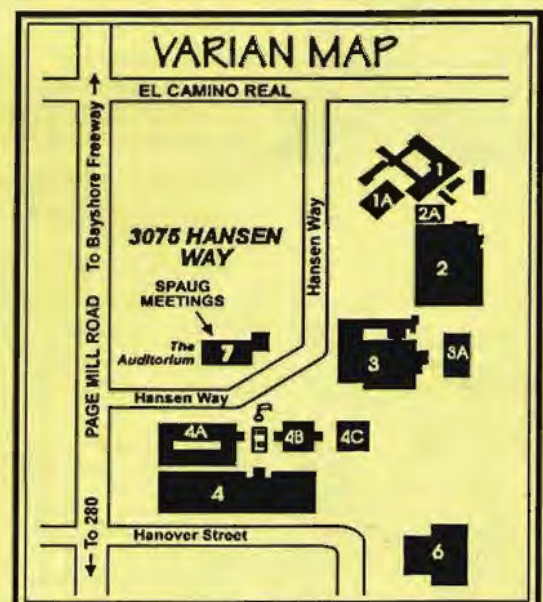 VARIAN MAP
EL CAMINO REAL
To Bayshore Freeway
PAGE MILL ROAD
To 280
Hansen Way
1
1A
2A
2
3075 HANSEN
WAY
SPAUG
MEETINGS
The
Auditorium
7
3
3A
Hansen Way
4A
4B
4C
4
Hanover Street
6